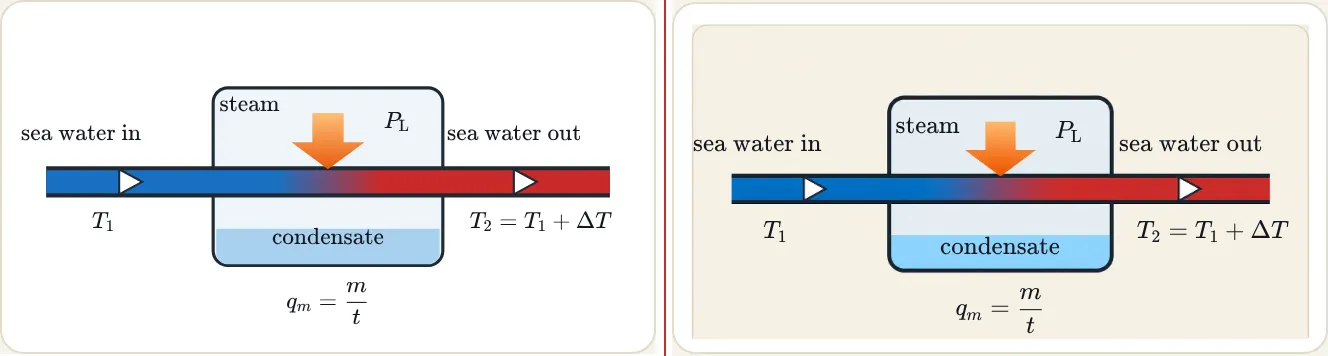 steam
P_L
sea water in
sea water out
T_1
T_2 = T_1 + ΔT
condensate
q_m = m/t
steam
P_L
sea water in
sea water out
T_1
T_2 = T_1 + ΔT
condensate
q_m = m/t